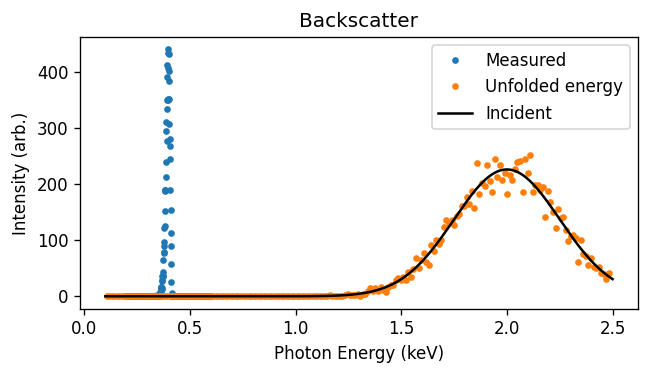 Backscatter
Intensity (arb.)
400
300
200
100
0
Measured
Unfolded energy
Incident
0.0 0.5 1.0 1.5 2.0 2.5
Photon Energy (keV)